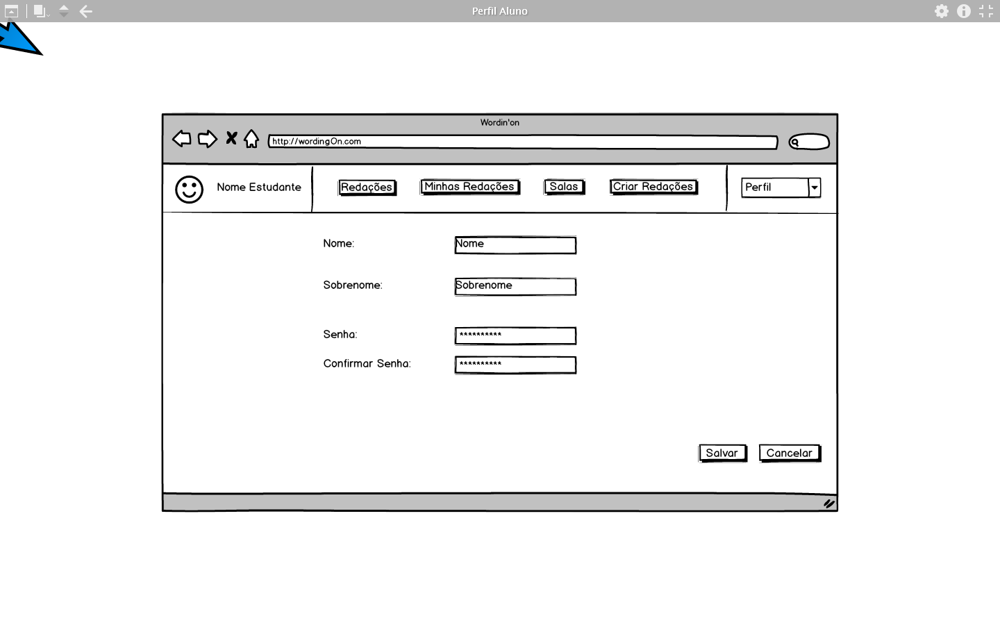 Perfil Aluno
Wordin'on
http://wordingOn.com
Nome Estudante
Redações
Minhas Redações
Salas
Criar Redações
Perfil
Nome:
Nome
Sobrenome:
Sobrenome
Senha:
**********
Confirmar Senha:
**********
Salvar
Cancelar